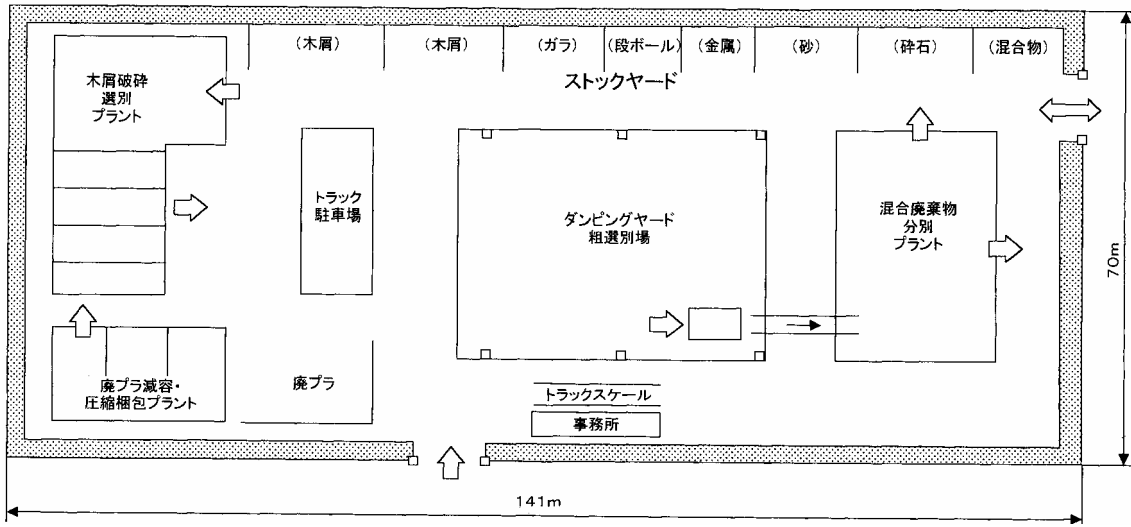 (木屑)
(木屑)
(ガラ)
(段ボール)
(金属)
(砂)
(砕石)
(混合物)
ストックヤード
木屑破砕
選別
プラント
トラック
駐車場
ダンピングヤード
粗選別場
混合廃棄物
分別
プラント
廃プラ減容・
圧縮梱包プラント
廃プラ
トラックスケール
事務所
70m
141m